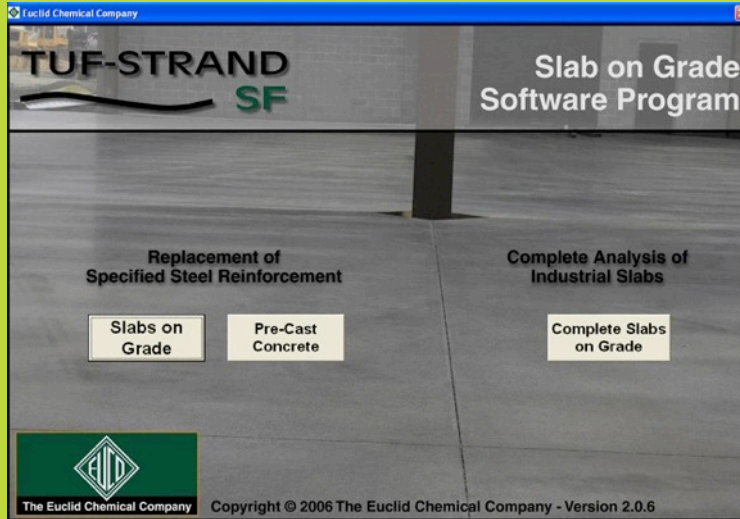 Euclid Chemical Company
TUF-STRAND
SF
Slab on Grade
Software Program
Replacement of
Specified Steel Reinforcement
Complete Analysis of
Industrial Slabs
Slabs on
Grade
Pre-Cast
Concrete
Complete Slabs
on Grade
EUCO
The Euclid Chemical Company
Copyright © 2006 The Euclid Chemical Company - Version 2.0.6